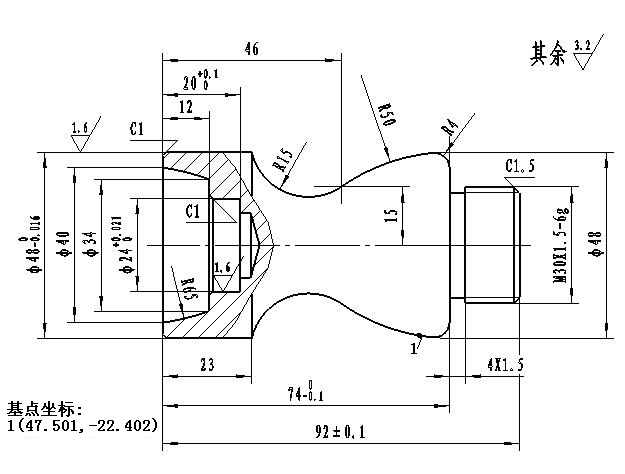 46
其余 3.2
20+0.1 0
12
1.6
C1
R15
R50
R4
C1.5
C1
15
M30X1.5-6g
φ48
φ48 0 -0.016
φ40
φ34
φ24+0.021 0
1.6
R65
1
23
4X1.5
74 0 -0.1
92±0.1
基点坐标:
1(47.501,-22.402)